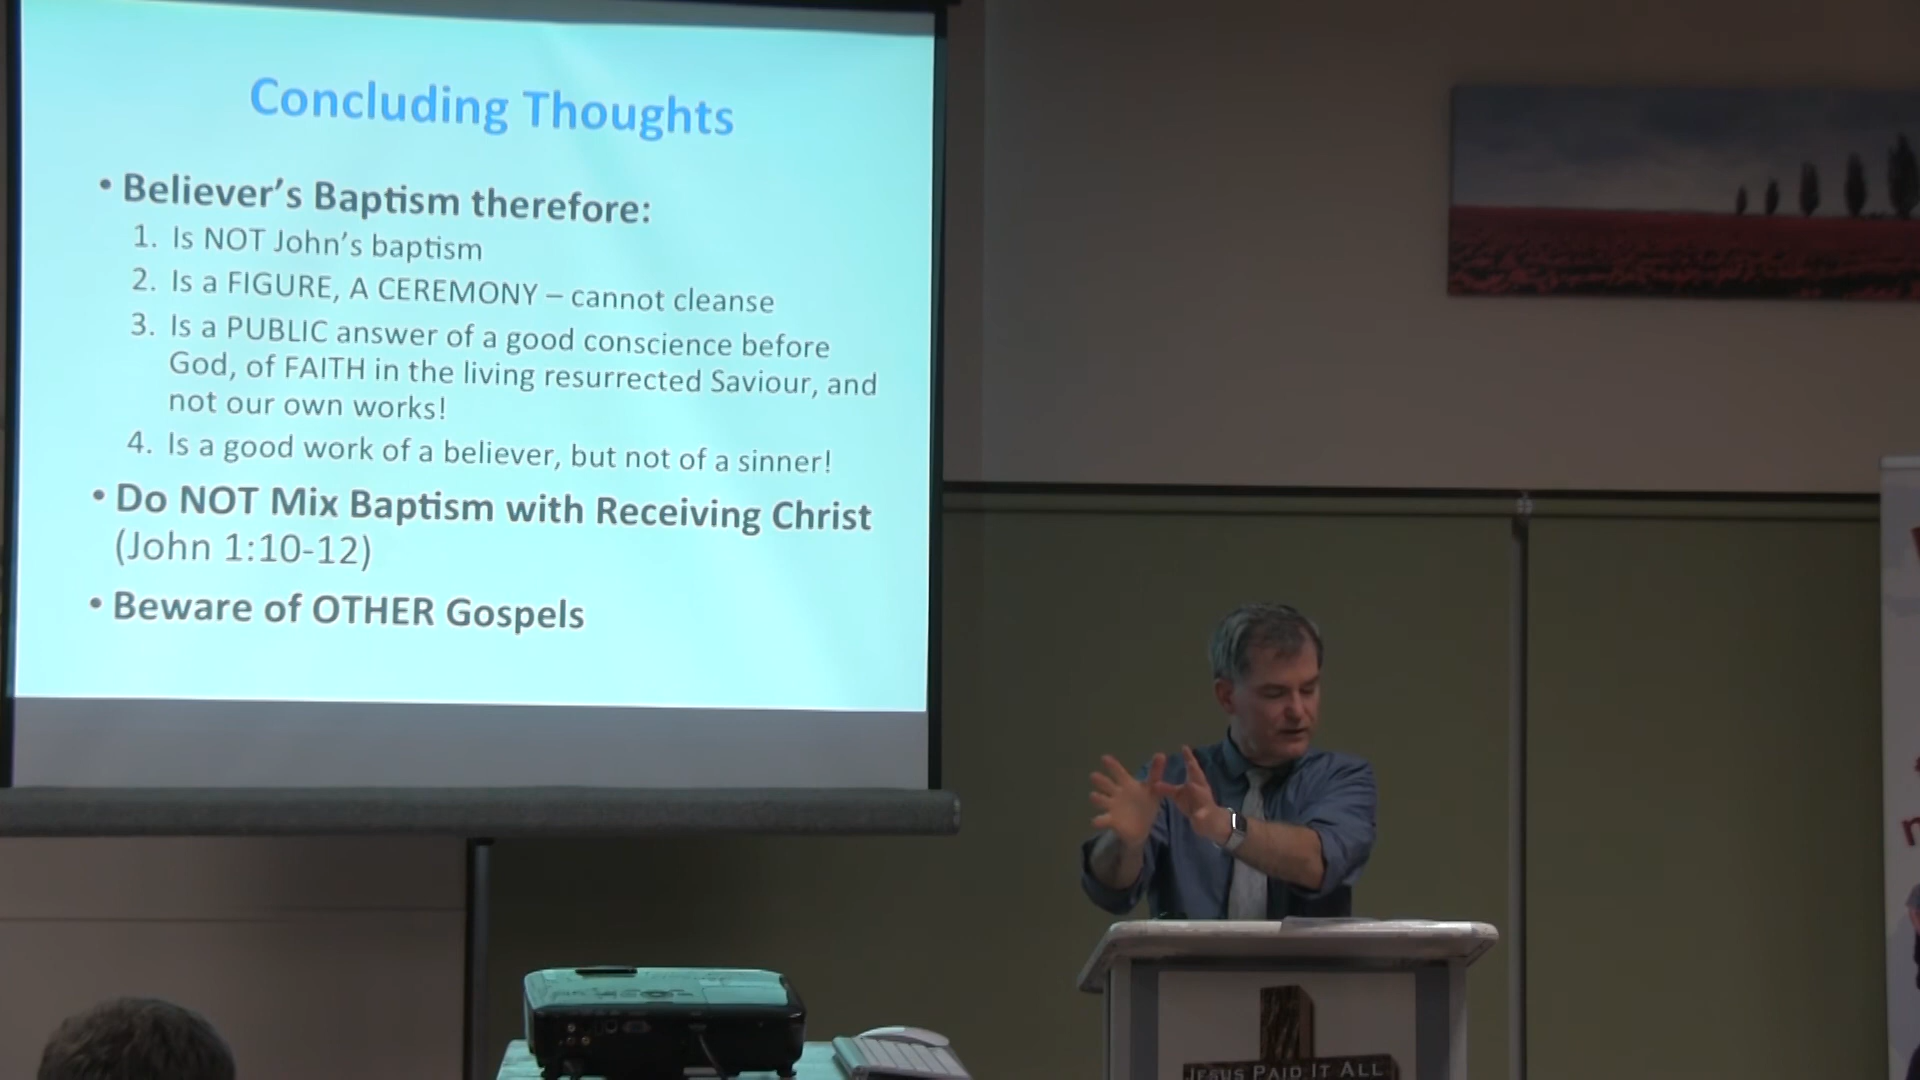 Concluding Thoughts
• Believer's Baptism therefore:
1. Is NOT John's baptism
2. Is a FIGURE, A CEREMONY – cannot cleanse
3. Is a PUBLIC answer of a good conscience before
God, of FAITH in the living resurrected Saviour, and
not our own works!
4. Is a good work of a believer, but not of a sinner!
• Do NOT Mix Baptism with Receiving Christ
(John 1:10-12)
• Beware of OTHER Gospels
JESUS PAID IT ALL